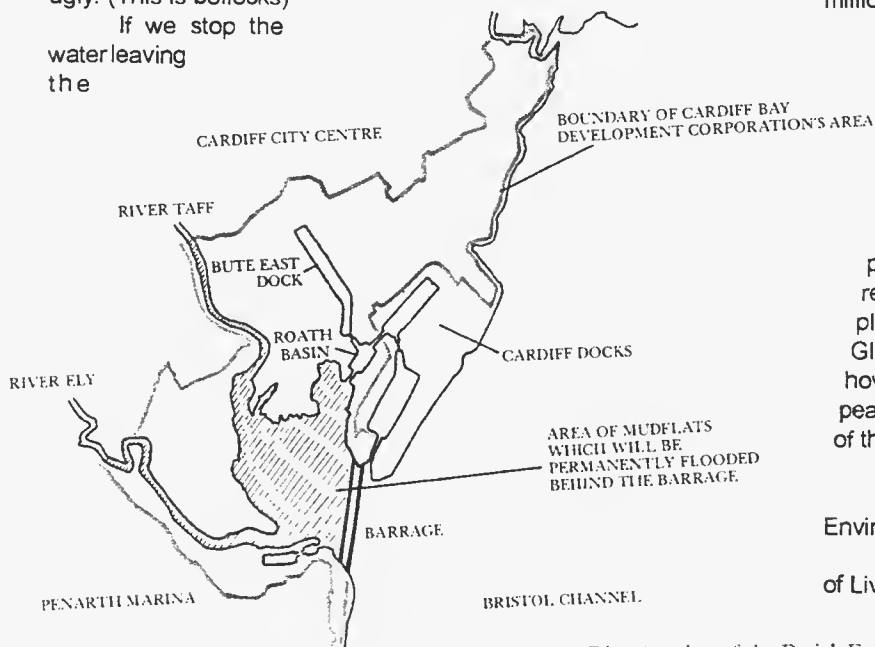 ugly. (This is bollocks)
If we stop the
water leaving
the
CARDIFF CITY CENTRE
BOUNDARY OF CARDIFF BAY
DEVELOPMENT CORPORATION'S AREA
RIVER TAFF
BUTE EAST
DOCK
ROATH
BASIN
CARDIFF DOCKS
RIVER ELY
AREA OF MUDFLATS
WHICH WILL BE
PERMANENTLY FLOODED
BEHIND THE BARRAGE
BARRAGE
PENARTH MARINA
BRISTOL CHANNEL
p
re
pl
Gl
hov
pea
of th
Envir
of Liv